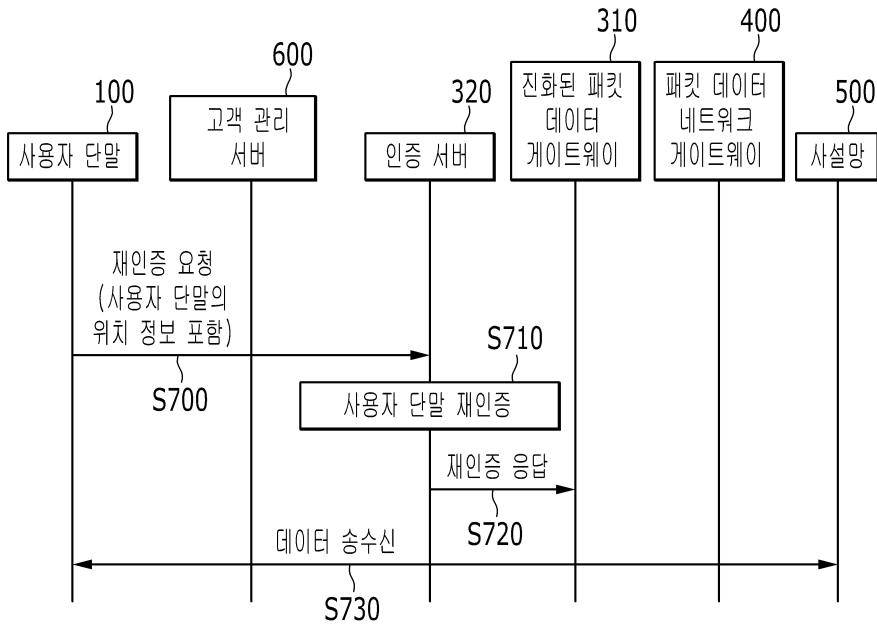 100
사용자 단말
600
고객 관리
서버
320
인증 서버
310
진화된 패킷
데이터
게이트웨이
400
패킷 데이터
네트워크
게이트웨이
500
사설망
재인증 요청
(사용자 단말의
위치 정보 포함)
S700
S710
사용자 단말 재인증
재인증 응답
S720
데이터 송수신
S730